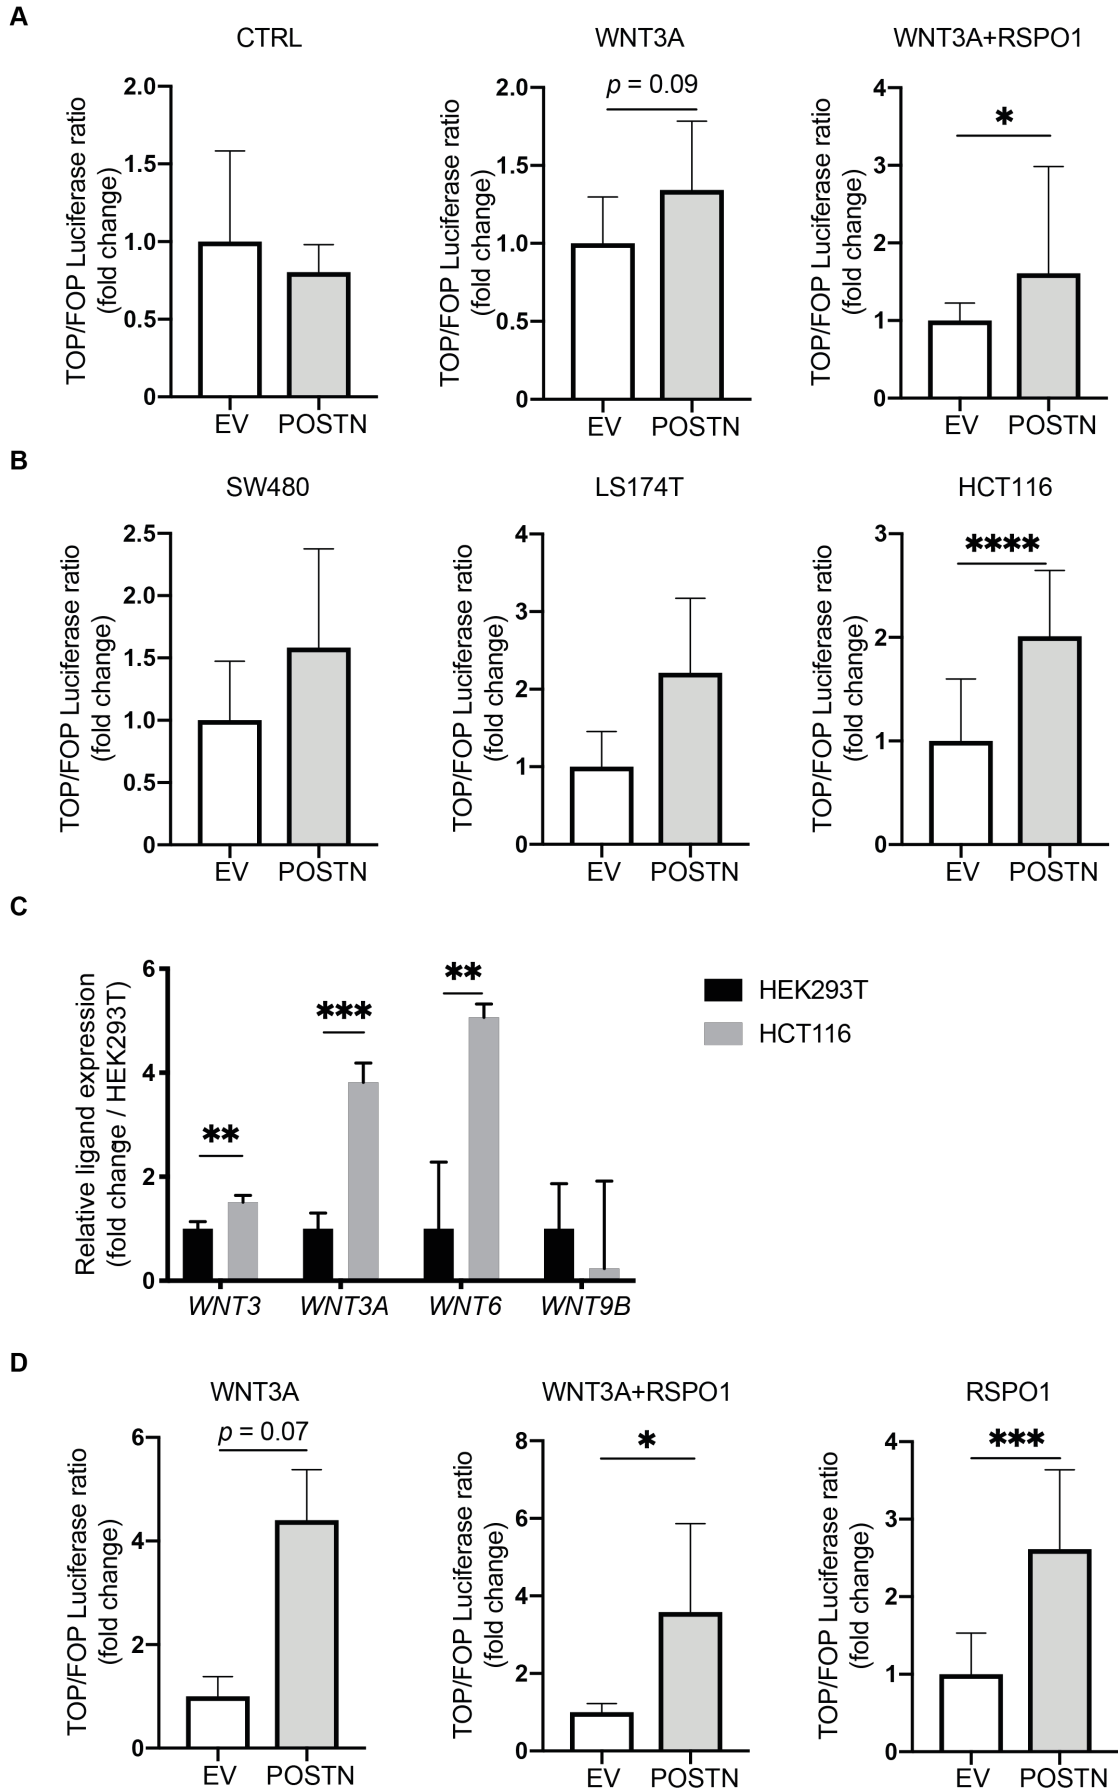 A
CTRL
TOP/FOP Luciferase ratio
(fold change)
2.0
1.5
1.0
0.5
0
EV
POSTN
WNT3A
TOP/FOP Luciferase ratio
(fold change)
2.0
1.5
1.0
0.5
0
p = 0.09
EV
POSTN
WNT3A+RSPO1
TOP/FOP Luciferase ratio
(fold change)
4
3
2
1
0
*
EV
POSTN
B
SW480
TOP/FOP Luciferase ratio
(fold change)
2.5
2.0
1.5
1.0
0.5
0
EV
POSTN
LS174T
TOP/FOP Luciferase ratio
(fold change)
4
3
2
1
0
EV
POSTN
HCT116
TOP/FOP Luciferase ratio
(fold change)
3
2
1
0
****
EV
POSTN
C
Relative ligand expression
(fold change / HEK293T)
6
4
2
0
**
***
**
WNT3
WNT3A
WNT6
WNT9B
HEK293T
HCT116
D
WNT3A
TOP/FOP Luciferase ratio
(fold change)
6
4
2
0
p = 0.07
EV
POSTN
WNT3A+RSPO1
TOP/FOP Luciferase ratio
(fold change)
8
6
4
2
0
*
EV
POSTN
RSPO1
TOP/FOP Luciferase ratio
(fold change)
4
3
2
1
0
***
EV
POSTN